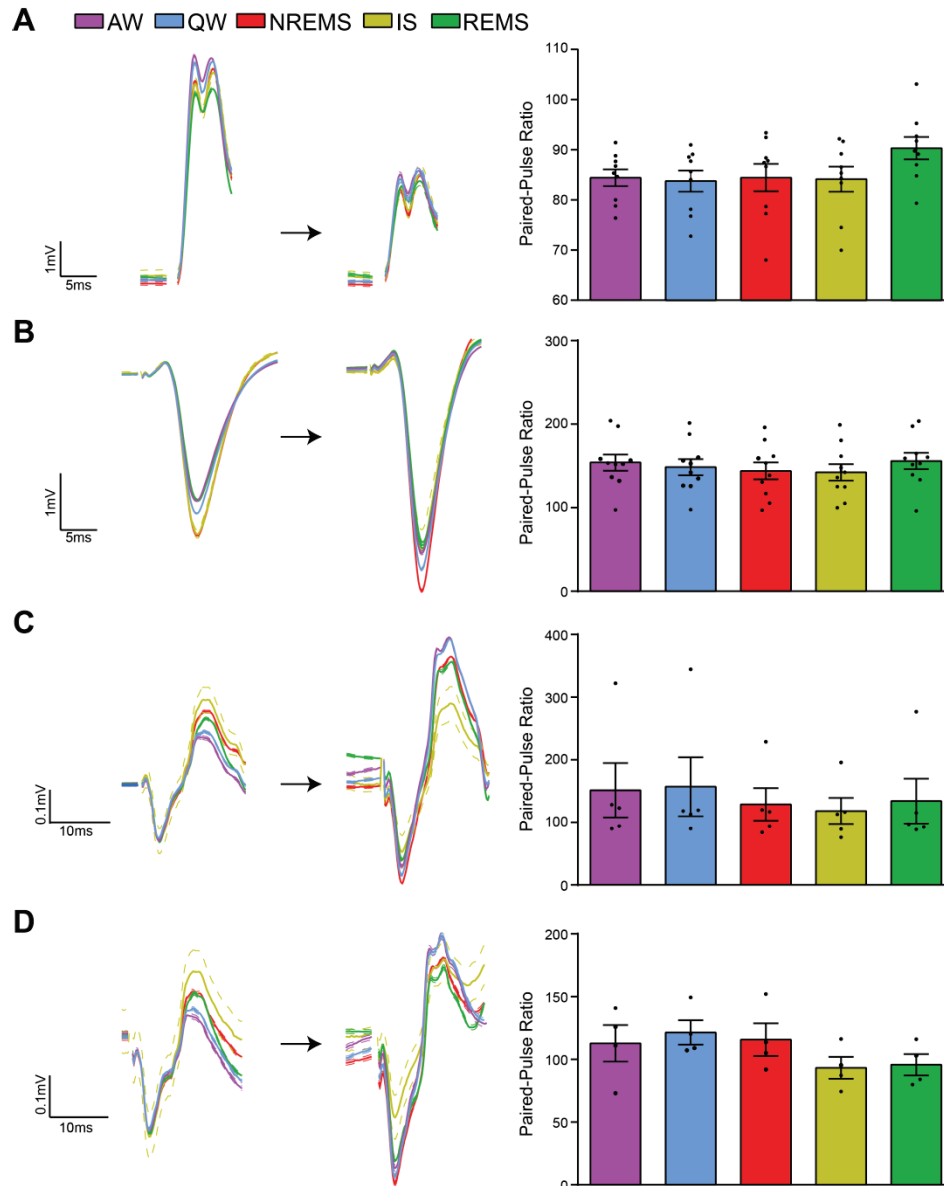 A AW QW NREMS IS REMS
1mV
5ms
Paired-Pulse Ratio
110
100
90
80
70
60
B
1mV
5ms
Paired-Pulse Ratio
300
200
100
0
C
0.1mV
10ms
Paired-Pulse Ratio
400
300
200
100
0
D
0.1mV
10ms
Paired-Pulse Ratio
200
150
100
50
0